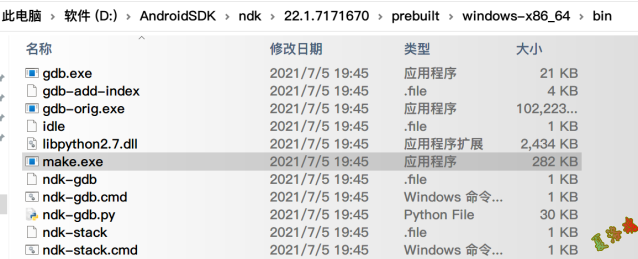 此电脑 › 软件 (D:) › AndroidSDK › ndk › 22.1.7171670 › prebuilt › windows-x86_64 › bin
名称 修改日期 类型 大小
gdb.exe 2021/7/5 19:45 应用程序 21 KB
gdb-add-index 2021/7/5 19:45 .file 4 KB
gdb-orig.exe 2021/7/5 19:45 应用程序 102,223...
idle 2021/7/5 19:45 .file 1 KB
libpython2.7.dll 2021/7/5 19:45 应用程序扩展 2,434 KB
make.exe 2021/7/5 19:45 应用程序 282 KB
ndk-gdb 2021/7/5 19:45 .file 1 KB
ndk-gdb.cmd 2021/7/5 19:45 Windows 命令... 1 KB
ndk-gdb.py 2021/7/5 19:45 Python File 30 KB
ndk-stack 2021/7/5 19:45 .file 1 KB
ndk-stack.cmd 2021/7/5 19:45 Windows 命令... 1 KB